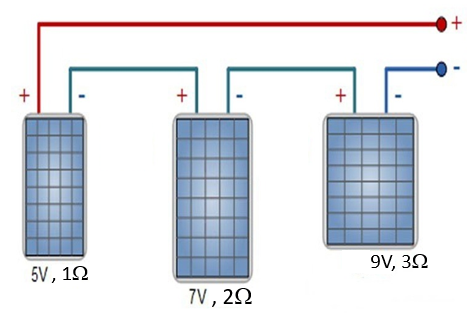 +
-
+ - + - + -
5V , 1Ω
7V , 2Ω
9V, 3Ω